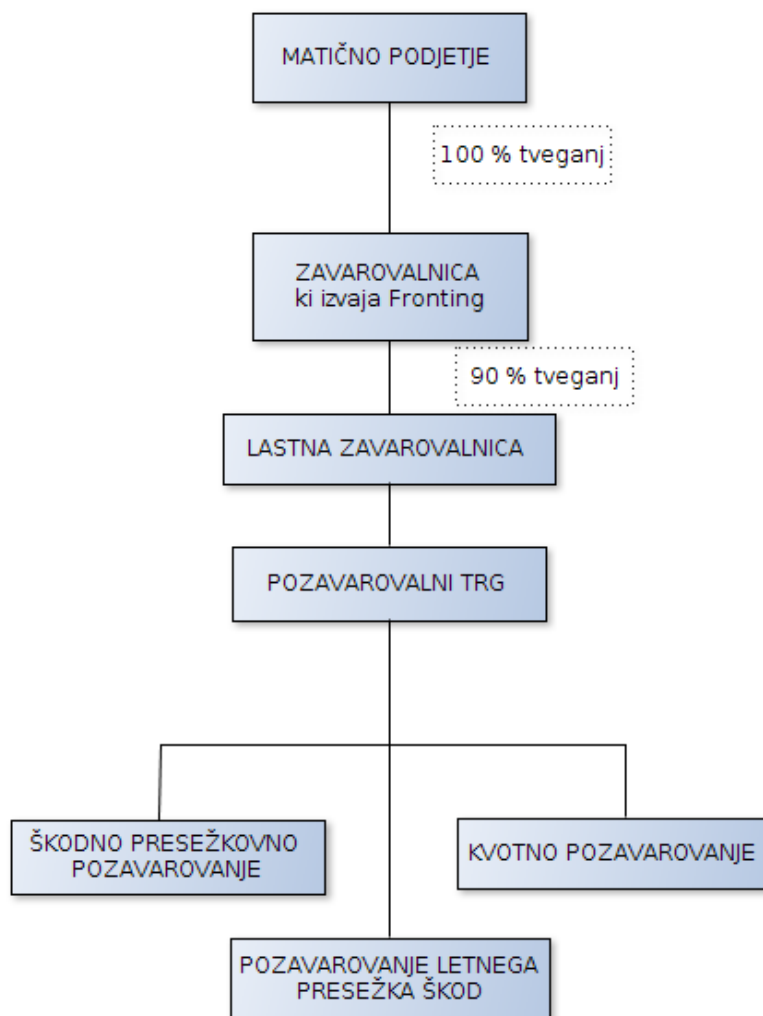 MATIČNO PODJETJE
100 % tveganj
ZAVAROVALNICA
ki izvaja Fronting
90 % tveganj
LASTNA ZAVAROVALNICA
POZAVAROVALNI TRG
ŠKODNO PRESEŽKOVNO
POZAVAROVANJE
KVOTNO POZAVAROVANJE
POZAVAROVANJE LETNEGA
PRESEŽKA ŠKOD